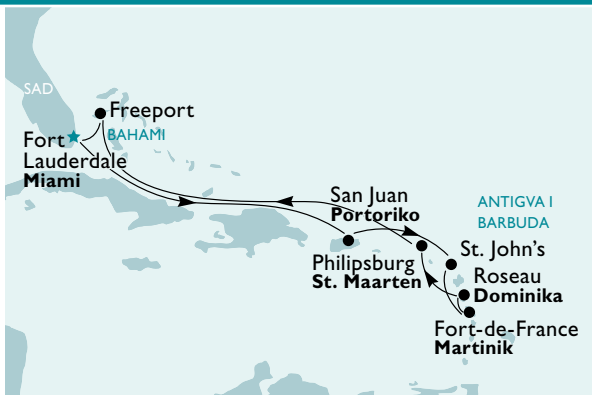 SAD
Freeport
BAHAMI
Fort
Lauderdale
Miami
San Juan
Portoriko
ANTIGVA I
BARBUDA
St. John's
Philipsburg
St. Maarten
Roseau
Dominika
Fort-de-France
Martinik